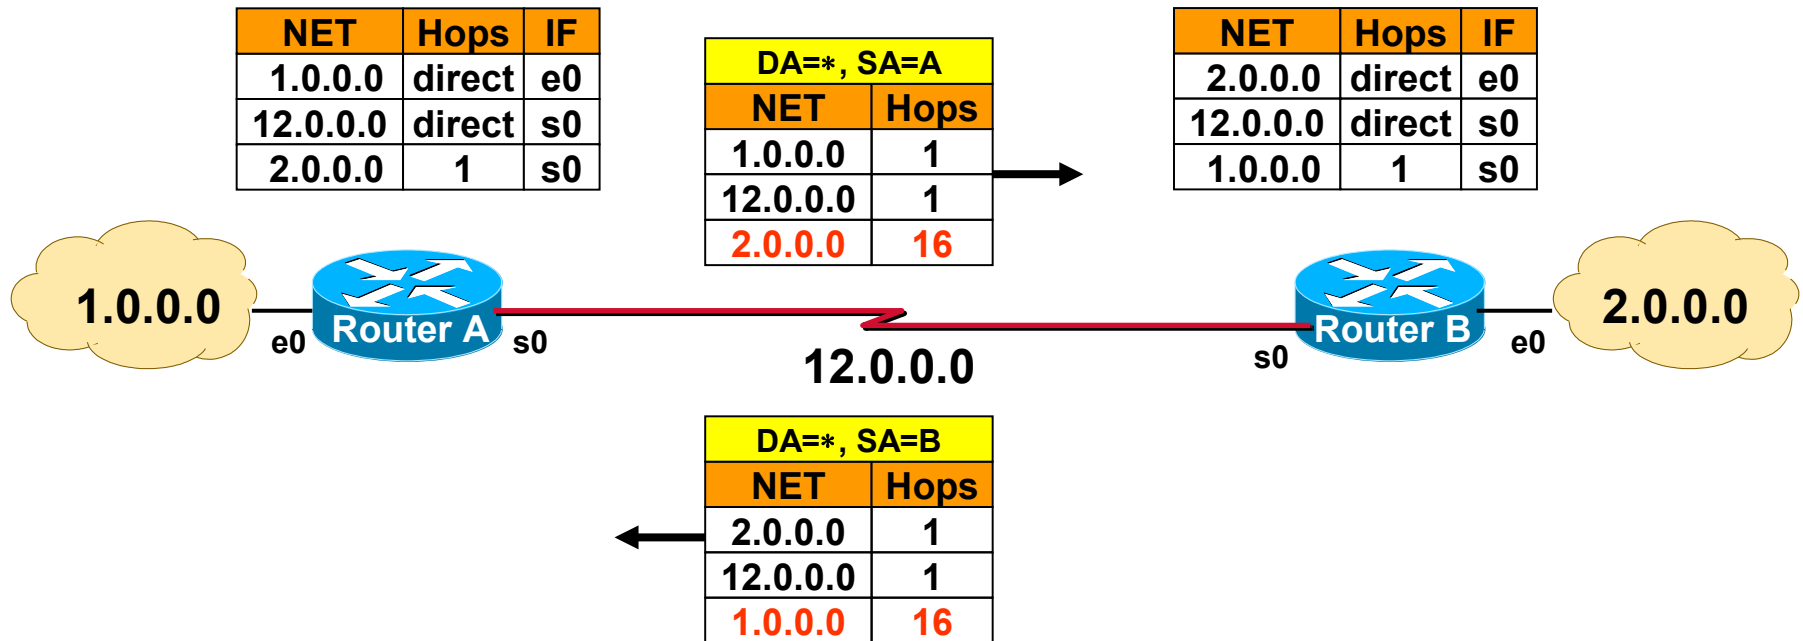 NET Hops IF
1.0.0.0 direct e0
12.0.0.0 direct s0
2.0.0.0 1 s0
DA=*, SA=A
NET Hops
1.0.0.0 1
12.0.0.0 1
2.0.0.0 16
NET Hops IF
2.0.0.0 direct e0
12.0.0.0 direct s0
1.0.0.0 1 s0
1.0.0.0
e0
Router A
s0
12.0.0.0
s0
Router B
e0
2.0.0.0
DA=*, SA=B
NET Hops
2.0.0.0 1
12.0.0.0 1
1.0.0.0 16